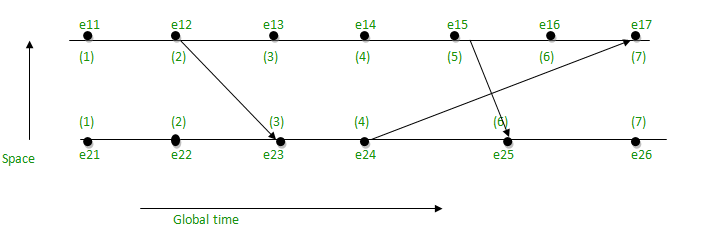 e11 e12 e13 e14 e15 e16 e17
(1) (2) (3) (4) (5) (6) (7)
(1) (2) (3) (4) (6) (7)
e21 e22 e23 e24 e25 e26
Space
Global time